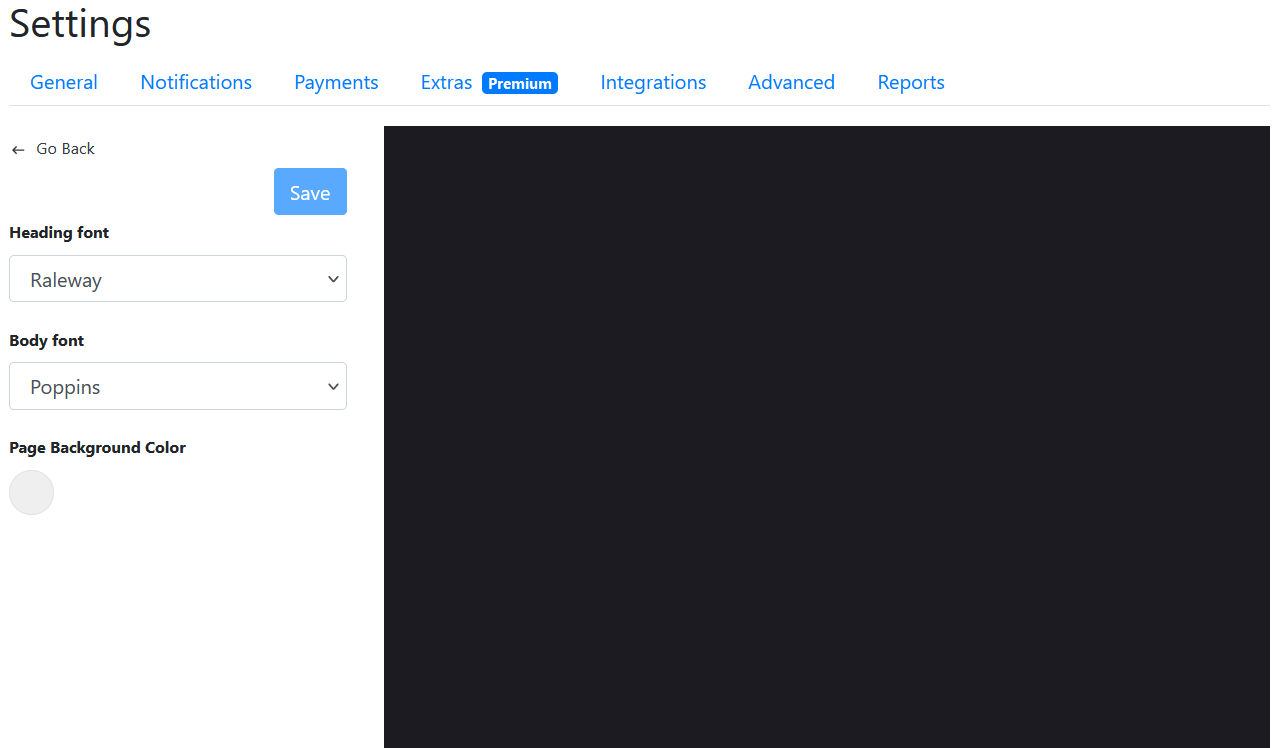 Settings
General Notifications Payments Extras Premium Integrations Advanced Reports
← Go Back
Save
Heading font
Raleway
Body font
Poppins
Page Background Color